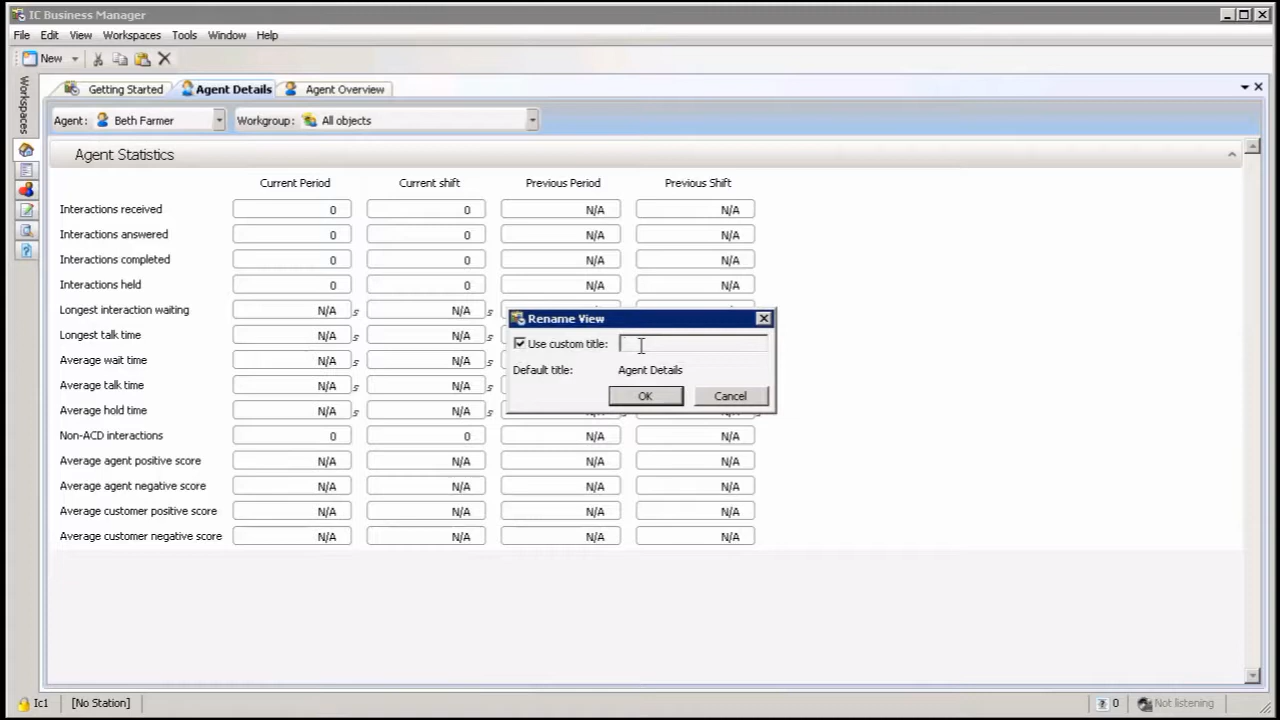 IC Business Manager
File Edit View Workspaces Tools Window Help
New
Workspaces
Getting Started Agent Details Agent Overview
Agent: Beth Farmer Workgroup: All objects
Agent Statistics
Current Period Current shift Previous Period Previous Shift
Interactions received 0 0 N/A N/A
Interactions answered 0 0 N/A N/A
Interactions completed 0 0 N/A N/A
Interactions held 0 0 N/A N/A
Longest interaction waiting N/A s N/A s
Rename View
Longest talk time N/A s N/A s
Use custom title:
Average wait time N/A s N/A s
Default title: Agent Details
Average talk time N/A s N/A s
OK Cancel
Average hold time N/A s N/A s N/A s N/A s
Non-ACD interactions 0 0 N/A N/A
Average agent positive score N/A N/A N/A N/A
Average agent negative score N/A N/A N/A N/A
Average customer positive score N/A N/A N/A N/A
Average customer negative score N/A N/A N/A N/A
Ic1 [No Station] 0 Not listening